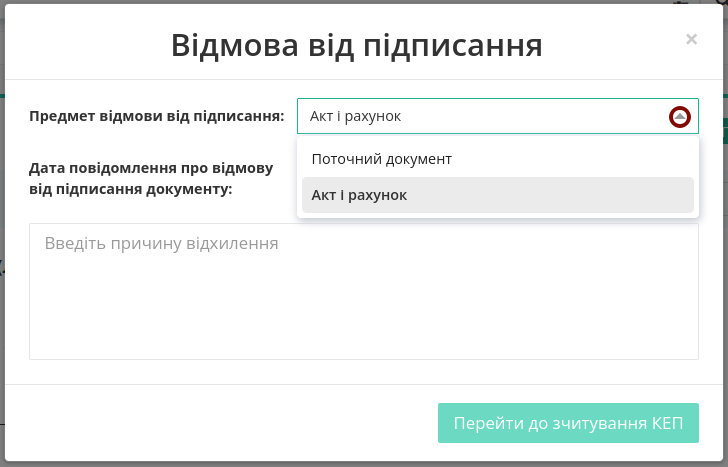 Відмова від підписання
×
Предмет відмови від підписання:
Акт і рахунок
Поточний документ
Акт і рахунок
Дата повідомлення про відмову
від підписання документу:
Введіть причину відхилення
Перейти до зчитування КЕП